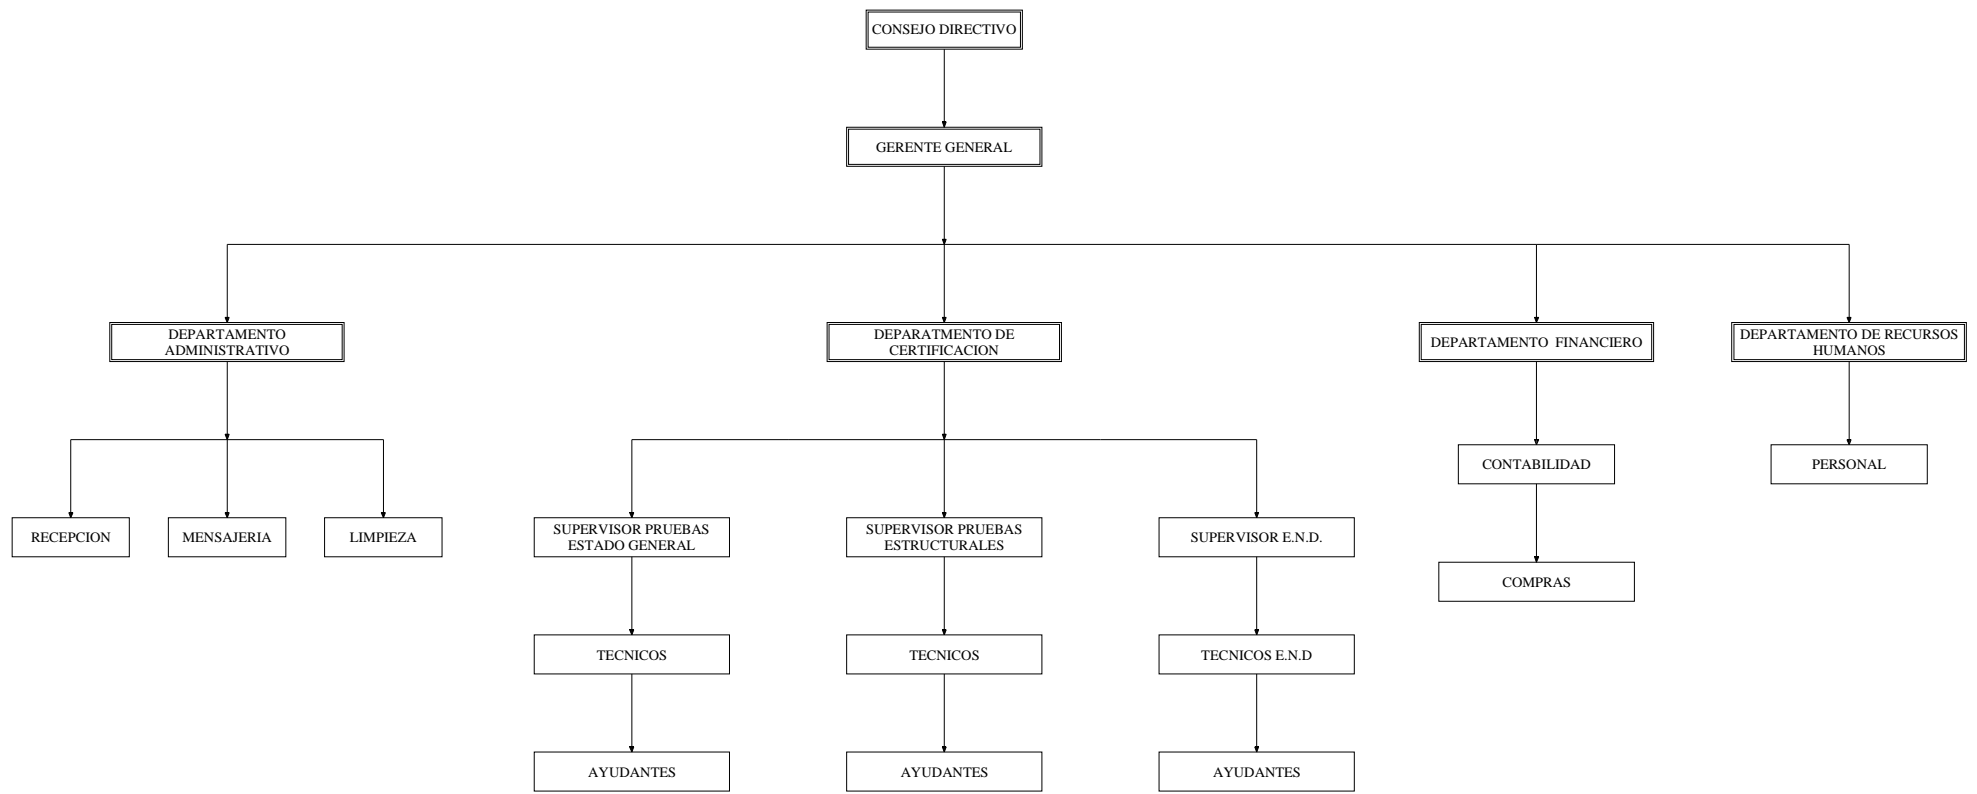 CONSEJO DIRECTIVO
GERENTE GENERAL
DEPARTAMENTO
ADMINISTRATIVO
DEPARATMENTO DE
CERTIFICACION
DEPARTAMENTO  FINANCIERO
DEPARTAMENTO DE RECURSOS
HUMANOS
CONTABILIDAD
PERSONAL
RECEPCION
MENSAJERIA
LIMPIEZA
SUPERVISOR PRUEBAS
ESTADO GENERAL
SUPERVISOR PRUEBAS
ESTRUCTURALES
SUPERVISOR E.N.D.
COMPRAS
TECNICOS
TECNICOS
TECNICOS E.N.D
AYUDANTES
AYUDANTES
AYUDANTES